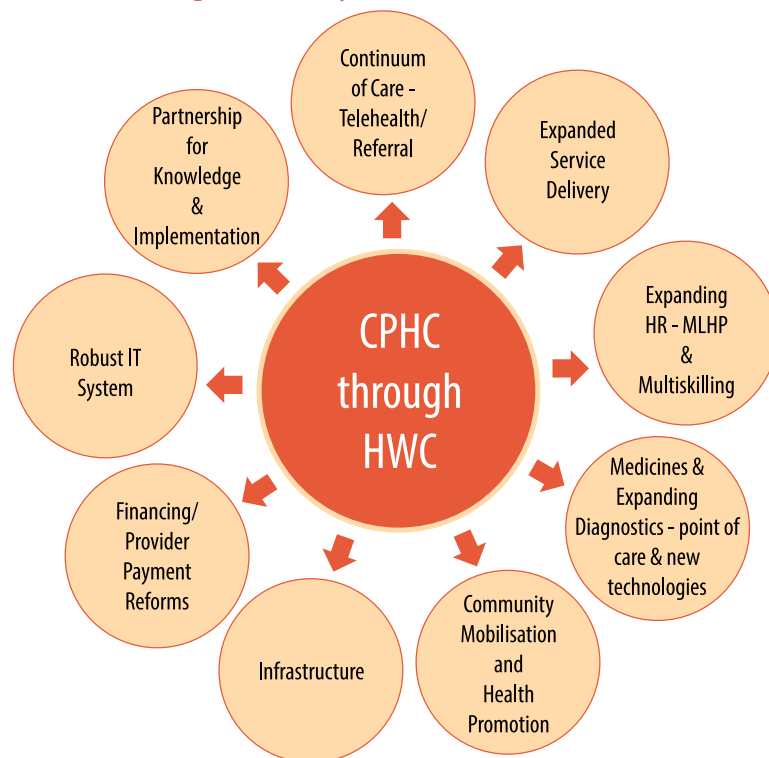 CPHC
through
HWC
Continuum
of Care -
Telehealth/
Referral
Expanded
Service
Delivery
Expanding
HR - MLHP
&
Multiskilling
Medicines &
Expanding
Diagnostics - point of
care & new
technologies
Community
Mobilisation
and
Health
Promotion
Infrastructure
Financing/
Provider
Payment
Reforms
Robust IT
System
Partnership
for
Knowledge
&
Implementation